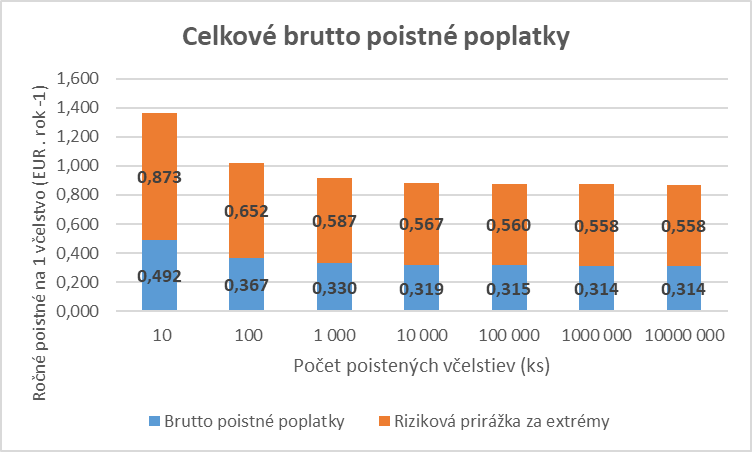 Celkové brutto poistné poplatky
Ročné poistné na 1 včelstvo (EUR . rok -1)
1,600
1,400
1,200
1,000
0,800
0,600
0,400
0,200
0,000
0,873 0,652 0,587 0,567 0,560 0,558 0,558
0,492 0,367 0,330 0,319 0,315 0,314 0,314
10 100 1 000 10 000 100 000 1000 000 10000 000
Počet poistených včelstiev (ks)
Brutto poistné poplatky Riziková prirážka za extrémy